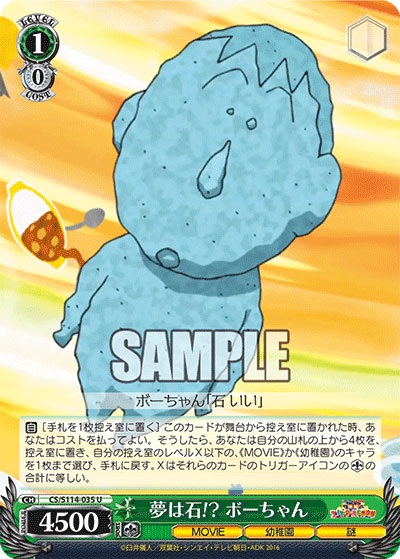 LEVEL
1
0
COST
SAMPLE
ボーちゃん「石 いい」
自 [手札を1枚控え室に置く] このカードが舞台から控え室に置かれた時、あ
なたはコストを払ってよい。そうしたら、あなたは自分の山札の上から4枚を、
控え室に置き、自分の控え室のレベルX以下の、《MOVIE》か《幼稚園》のキャラ
を1枚まで選び、手札に戻す。Xはそれらのカードのトリガーアイコンの
の合計に等しい。
CS/S114-035 U
4500
夢は石!? ボーちゃん
MOVIE
幼稚園
謎
©臼井儀人／双葉社・シンエイ・テレビ朝日・ADK 2016